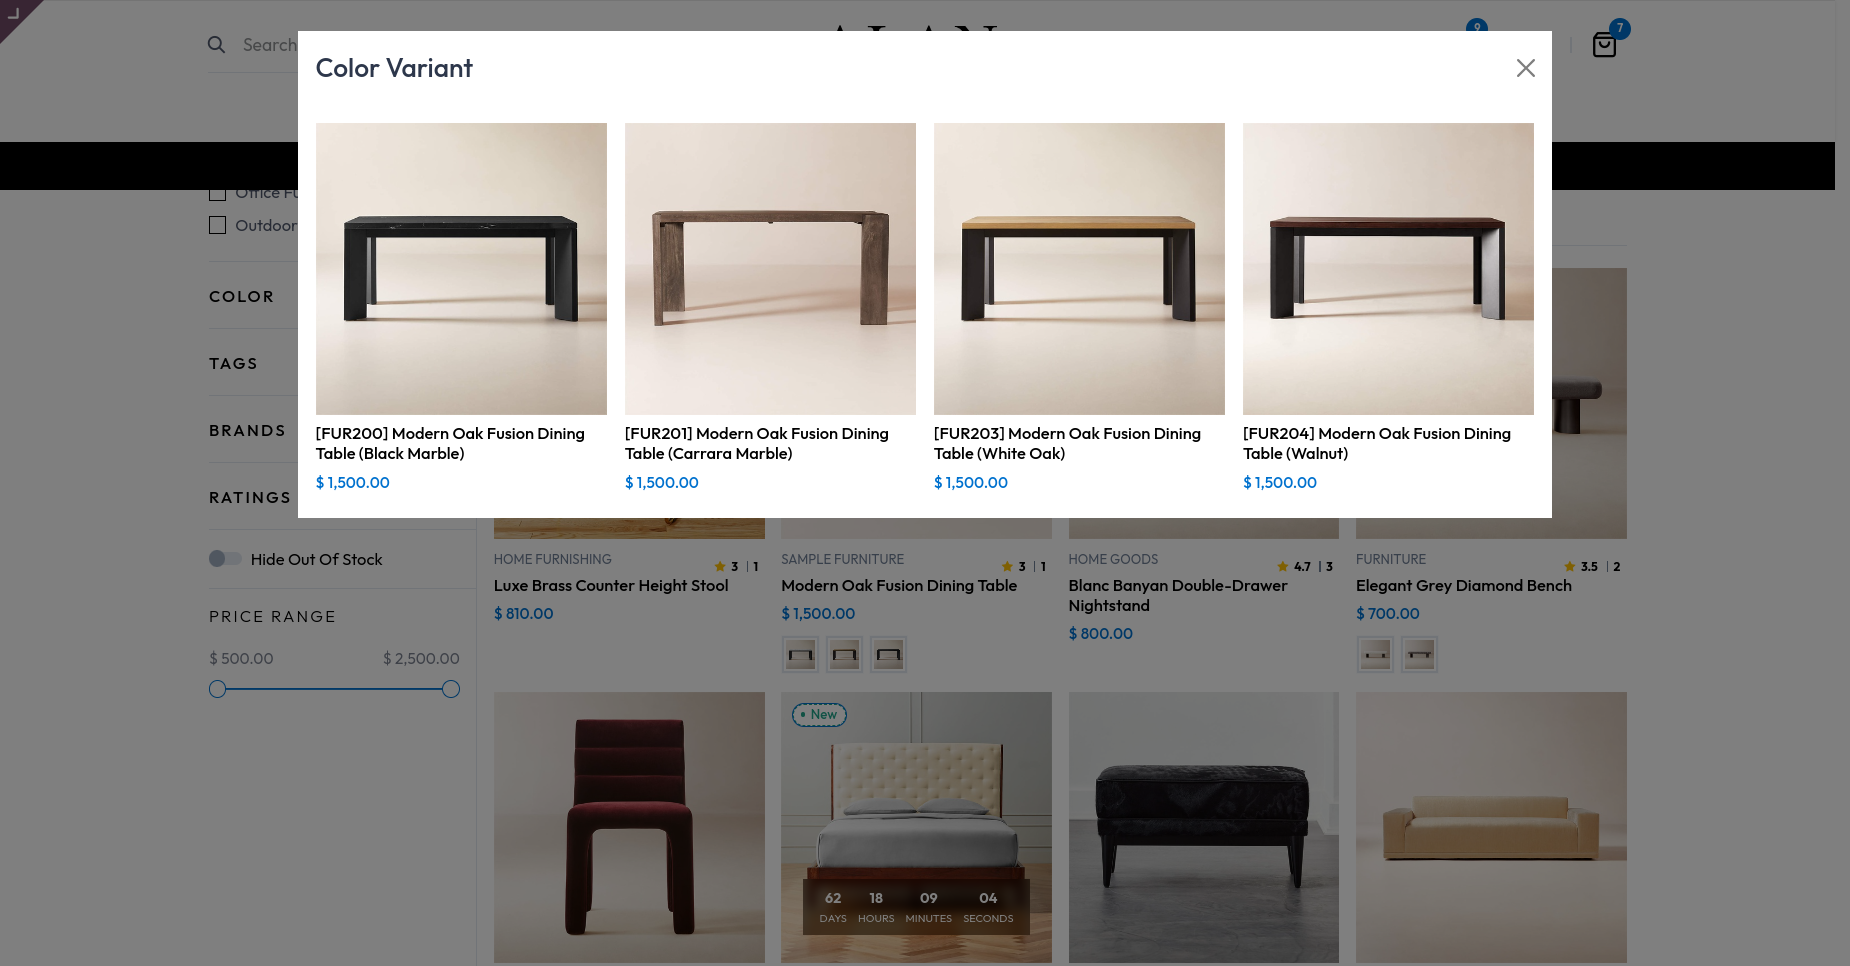 Search
9
7
Color Variant
[FUR200] Modern Oak Fusion Dining
Table (Black Marble)
$ 1,500.00
[FUR201] Modern Oak Fusion Dining
Table (Carrara Marble)
$ 1,500.00
[FUR203] Modern Oak Fusion Dining
Table (White Oak)
$ 1,500.00
[FUR204] Modern Oak Fusion Dining
Table (Walnut)
$ 1,500.00
Outdoor
COLOR
TAGS
BRANDS
RATINGS
Hide Out Of Stock
PRICE RANGE
$ 500.00 $ 2,500.00
HOME FURNISHING
3 | 1
Luxe Brass Counter Height Stool
$ 810.00
SAMPLE FURNITURE
3 | 1
Modern Oak Fusion Dining Table
$ 1,500.00
HOME GOODS
4.7 | 3
Blanc Banyan Double-Drawer
Nightstand
$ 800.00
FURNITURE
3.5 | 2
Elegant Grey Diamond Bench
$ 700.00
New
62 18 09 04
DAYS HOURS MINUTES SECONDS